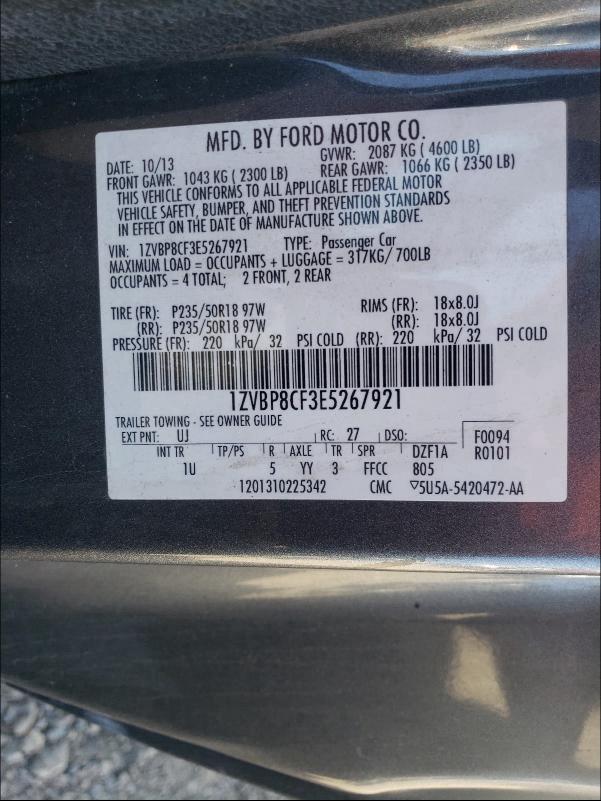 MFD. BY FORD MOTOR CO.
DATE: 10/13 GVWR: 2087 KG ( 4600 LB)
FRONT GAWR: 1043 KG ( 2300 LB) REAR GAWR: 1066 KG ( 2350 LB)
THIS VEHICLE CONFORMS TO ALL APPLICABLE FEDERAL MOTOR
VEHICLE SAFETY, BUMPER, AND THEFT PREVENTION STANDARDS
IN EFFECT ON THE DATE OF MANUFACTURE SHOWN ABOVE.
VIN: 1ZVBP8CF3E5267921 TYPE: Passenger Car
MAXIMUM LOAD = OCCUPANTS + LUGGAGE = 317KG/ 700LB
OCCUPANTS = 4 TOTAL; 2 FRONT, 2 REAR
TIRE (FR): P235/50R18 97W RIMS (FR): 18x8.0J
(RR): P235/50R18 97W (RR): 18x8.0J
PRESSURE (FR): 220 kPa/ 32 PSI COLD (RR): 220 kPa/ 32 PSI COLD
1ZVBP8CF3E5267921
TRAILER TOWING - SEE OWNER GUIDE
EXT PNT: UJ RC: 27 DSO: F0094
INT TR TP/PS R AXLE TR SPR DZF1A R0101
1U 5 YY 3 FFCC 805
1201310225342 CMC ▽5U5A-5420472-AA